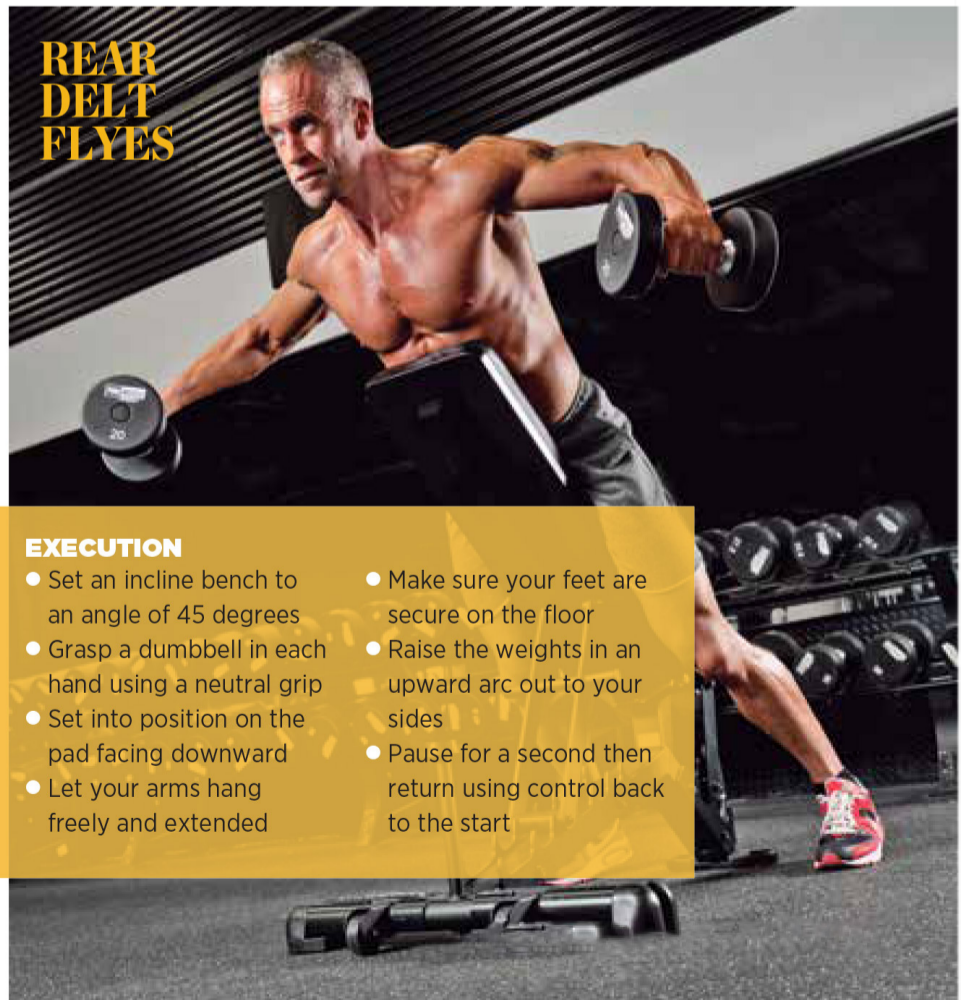 REAR
DELT
FLYES
20
EXECUTION
● Set an incline bench to
an angle of 45 degrees
● Grasp a dumbbell in each
hand using a neutral grip
● Set into position on the
pad facing downward
● Let your arms hang
freely and extended
● Make sure your feet are
secure on the floor
● Raise the weights in an
upward arc out to your
sides
● Pause for a second then
return using control back
to the start